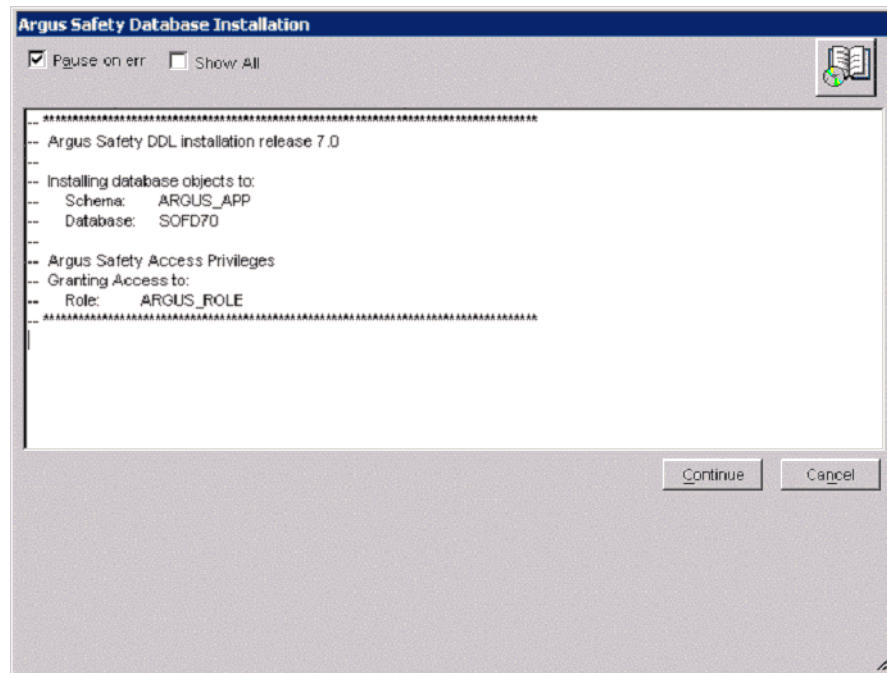 Argus Safety Database Installation
Pause on err Show All
-- *************************************************************************************
-- Argus Safety DDL installation release 7.0
--
-- Installing database objects to:
-- Schema: ARGUS_APP
-- Database: SOFD70
--
-- Argus Safety Access Privileges
-- Granting Access to:
-- Role: ARGUS_ROLE
-- *************************************************************************************
Continue Cancel